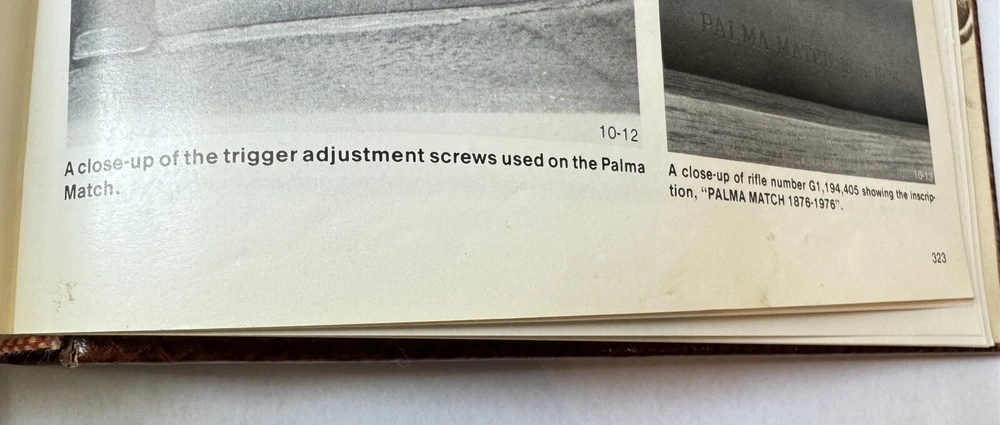 PALMA MATCH
10-12
A close-up of the trigger adjustment screws used on the Palma
Match.
10-13
A close-up of rifle number G1,194,405 showing the inscrip-
tion, “PALMA MATCH 1876-1976”.
323